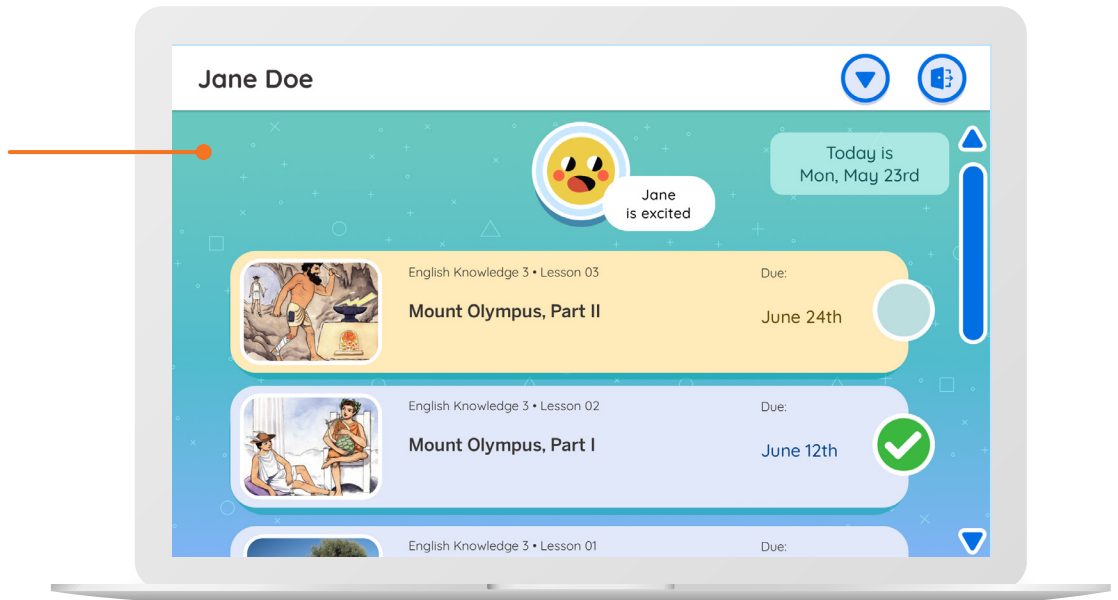 Jane Doe
Today is
Mon, May 23rd
Jane
is excited
English Knowledge 3 • Lesson 03
Due:
Mount Olympus, Part II
June 24th
English Knowledge 3 • Lesson 02
Due:
Mount Olympus, Part I
June 12th
English Knowledge 3 • Lesson 01
Due: